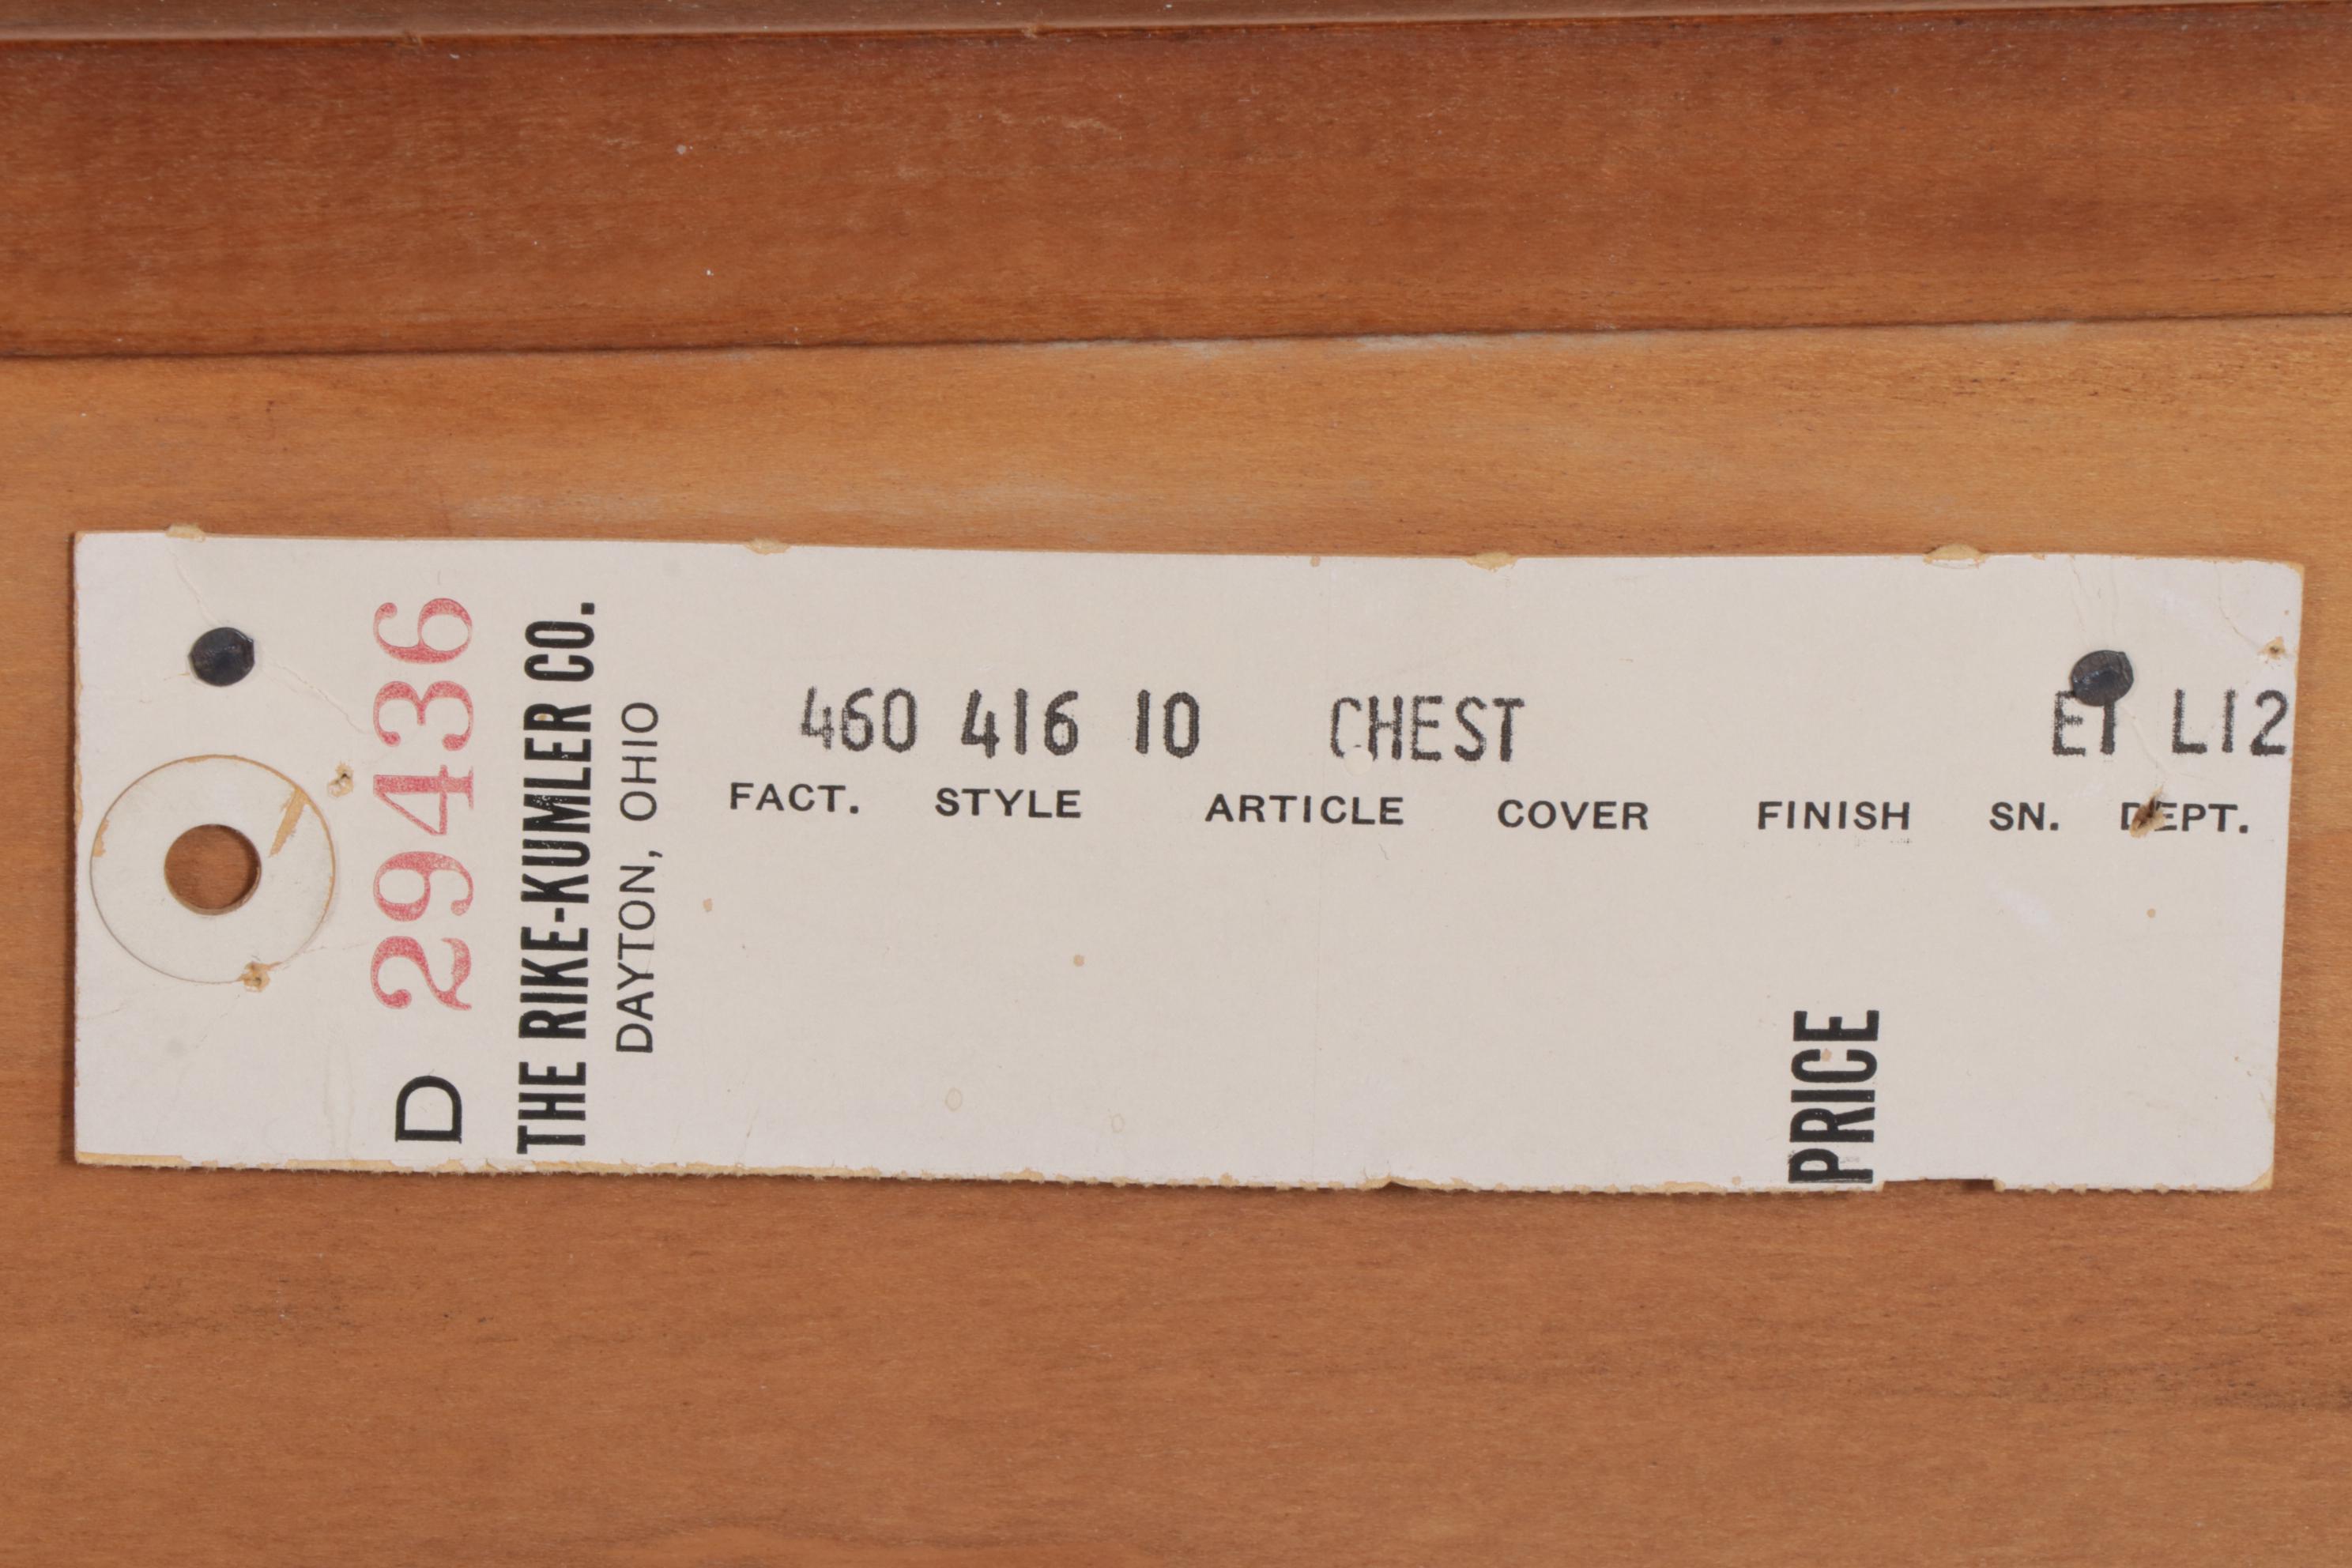 D 29436
THE RIKE-KUMLER CO.
DAYTON, OHIO
460 416 10 CHEST L12
FACT. STYLE ARTICLE COVER FINISH SN. DEPT.
PRICE